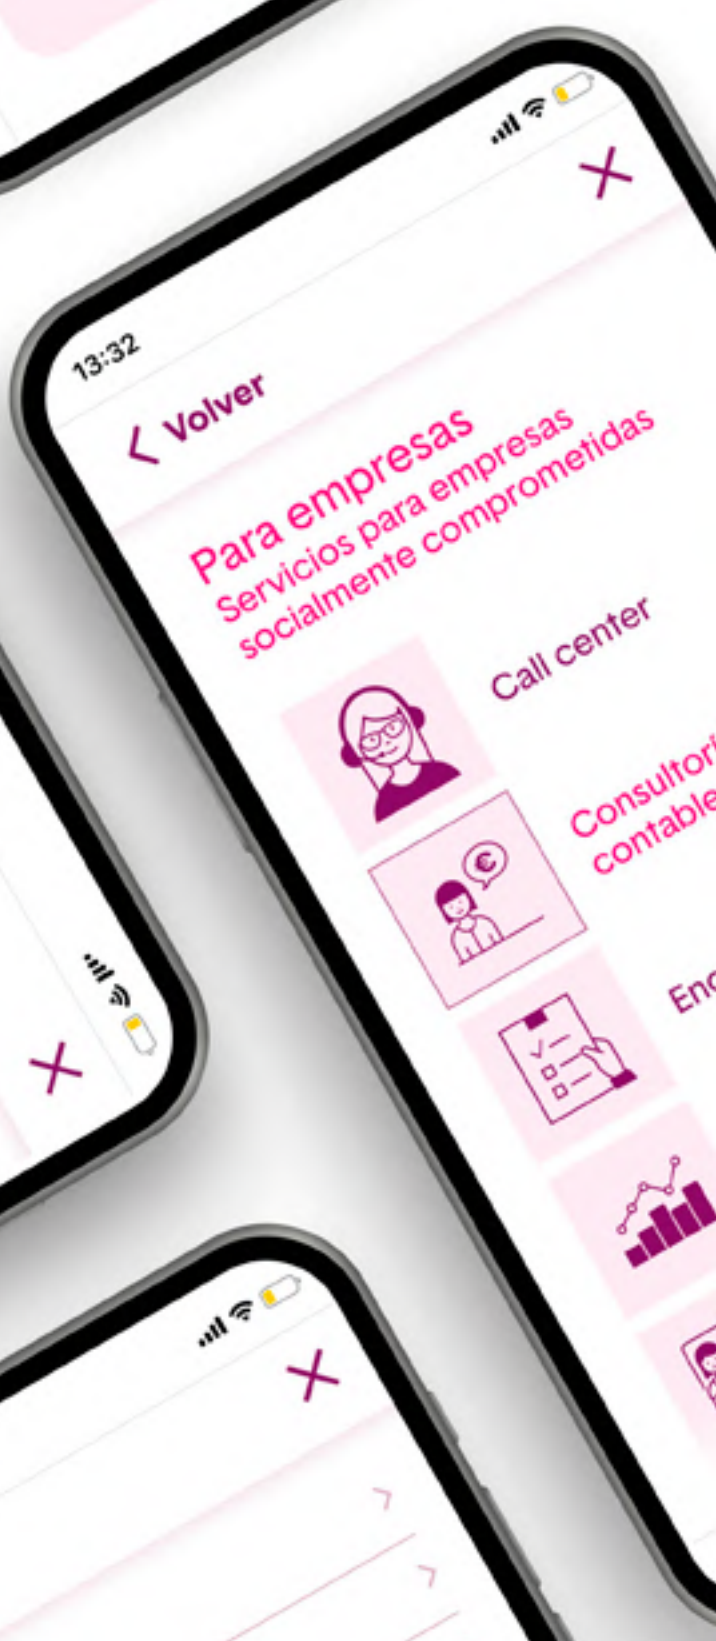 13:32
Volver
Para empresas
Servicios para empresas
socialmente comprometidas
Call center
€